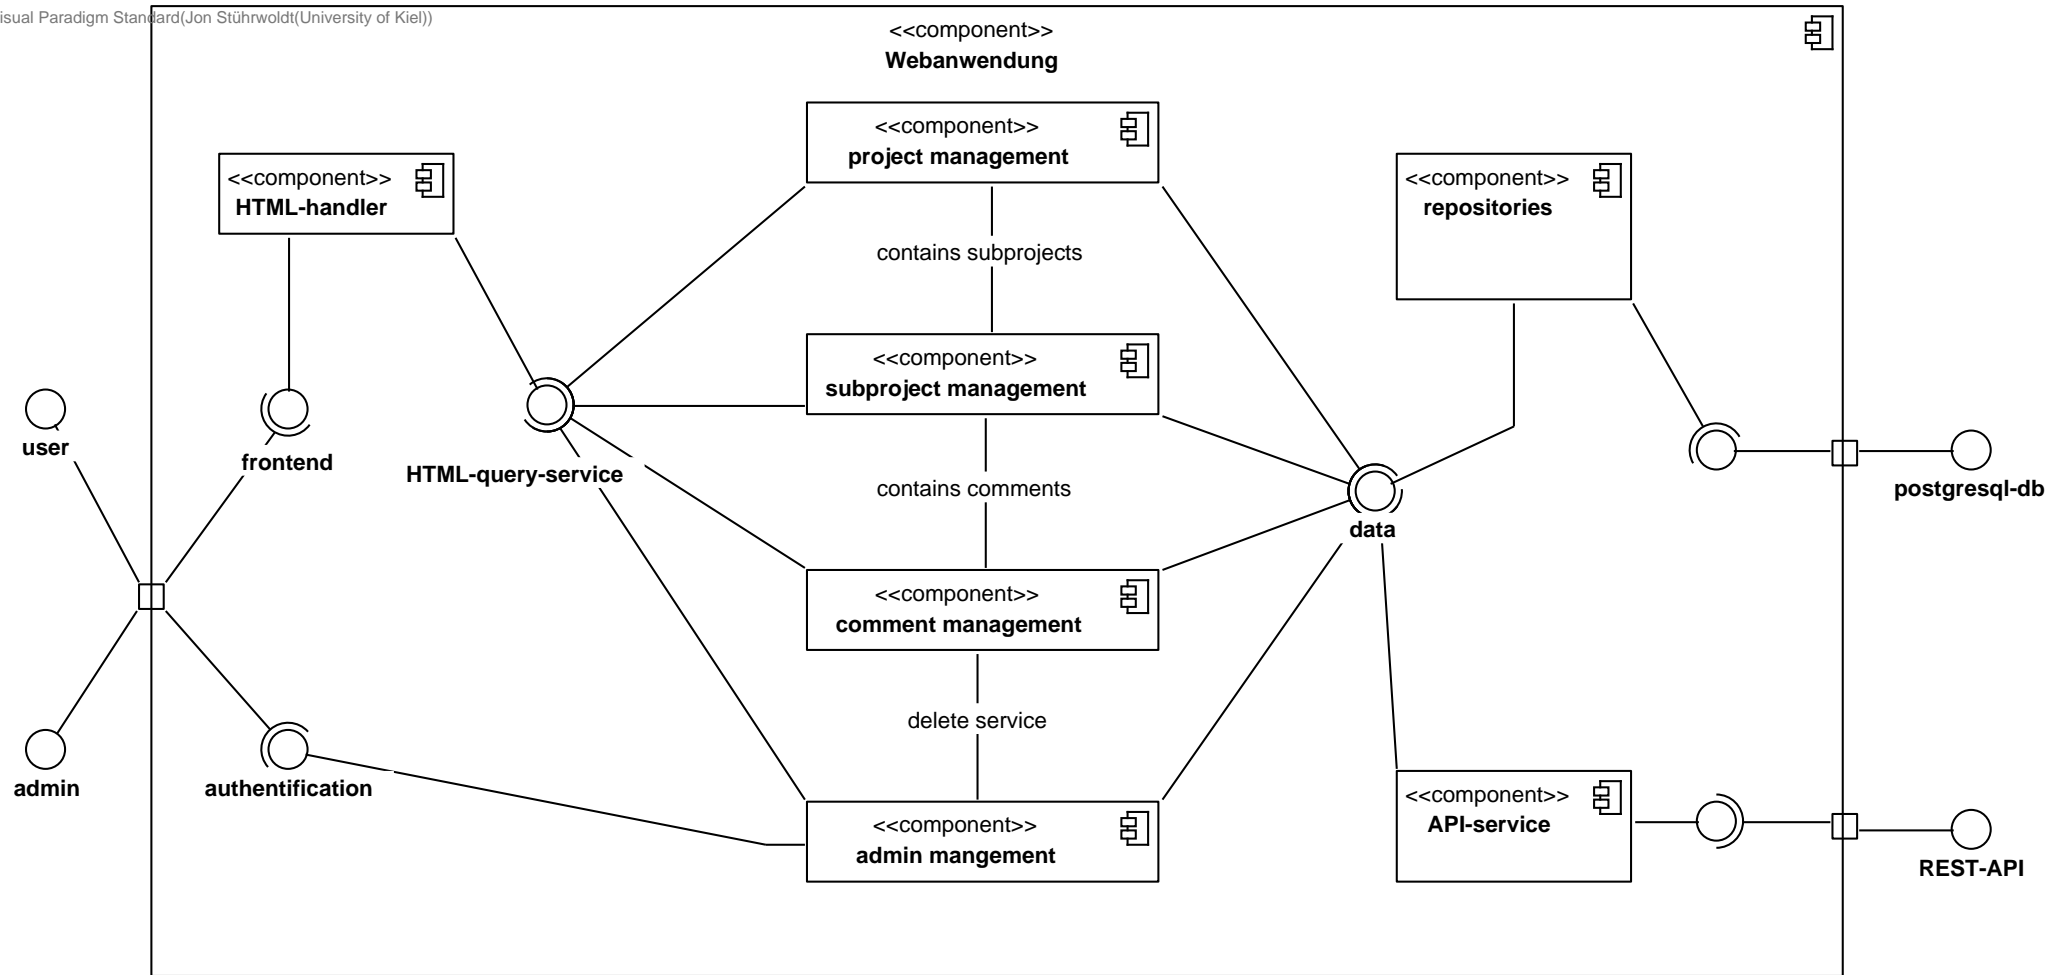 isual Paradigm Standard(Jon Stührwoldt(University of Kiel))
<<component>>
Webanwendung
<<component>>
project management
<<component>>
HTML-handler
<<component>>
repositories
contains subprojects
<<component>>
subproject management
user
frontend
HTML-query-service
contains comments
postgresql-db
data
<<component>>
comment management
delete service
admin
authentification
<<component>>
admin mangement
<<component>>
API-service
REST-API